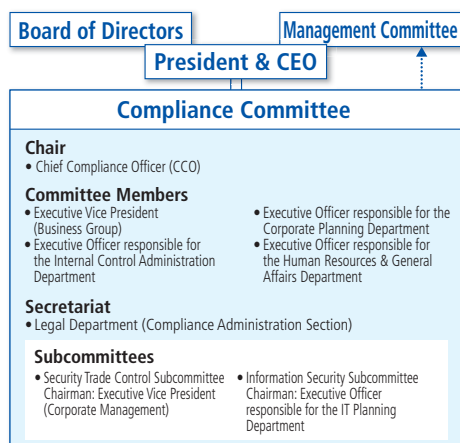 Board of Directors
Management Committee
President & CEO
Compliance Committee
Chair
• Chief Compliance Officer (CCO)
Committee Members
• Executive Vice President
(Business Group)
• Executive Officer responsible for
the Internal Control Administration
Department
• Executive Officer responsible for the
Corporate Planning Department
• Executive Officer responsible for
the Human Resources & General
Affairs Department
Secretariat
• Legal Department (Compliance Administration Section)
Subcommittees
• Security Trade Control Subcommittee
Chairman: Executive Vice President
(Corporate Management)
• Information Security Subcommittee
Chairman: Executive Officer
responsible for the IT Planning
Department